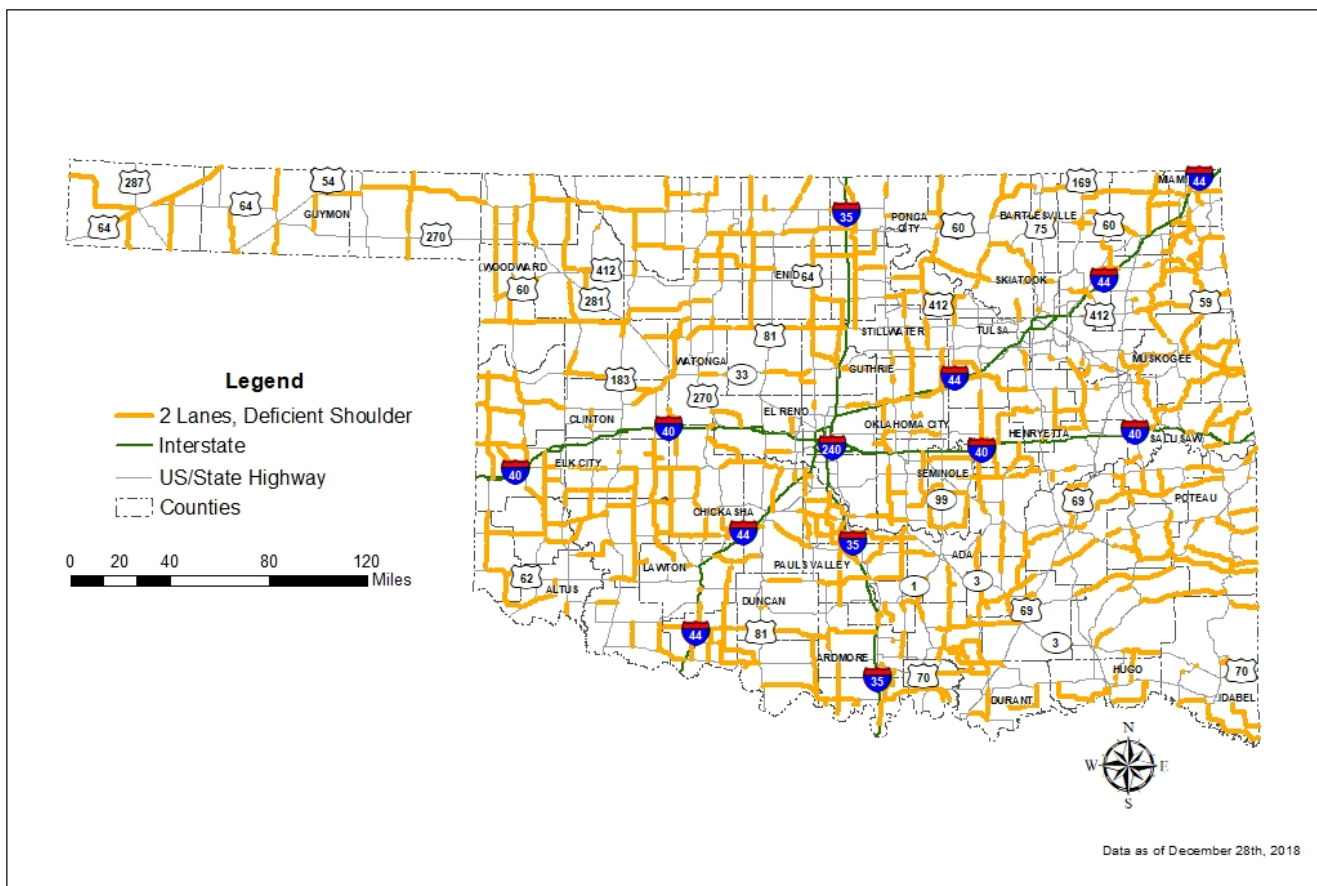 44
169
MIAMI
287
54
64
64
GUYMON
35
PONCA
CITY
60
BARTLESVILLE
75
60
64
270
WOODWARD
412
60
281
ENID
64
412
SKIATOOK
44
59
412
81
STILLWATER
TULSA
WATONGA
33
GUTHRIE
44
MUSKOGEE
183
270
Legend
2 Lanes, Deficient Shoulder
Interstate
US/State Highway
Counties
CLINTON
40
EL RENO
OKLAHOMA CITY
240
HENRYETTA
40
40
SALLISAW
ELK CITY
40
SEMINOLE
99
69
POTEAU
CHICKASHA
44
35
0 20 40 80 120
Miles
62
ALTUS
LAWTON
PAULS VALLEY
ADA
1
3
69
DUNCAN
44
81
3
ARDMORE
35
70
HUGO
70
DURANT
IDABEL
N
W E
S
Data as of December 28th, 2018